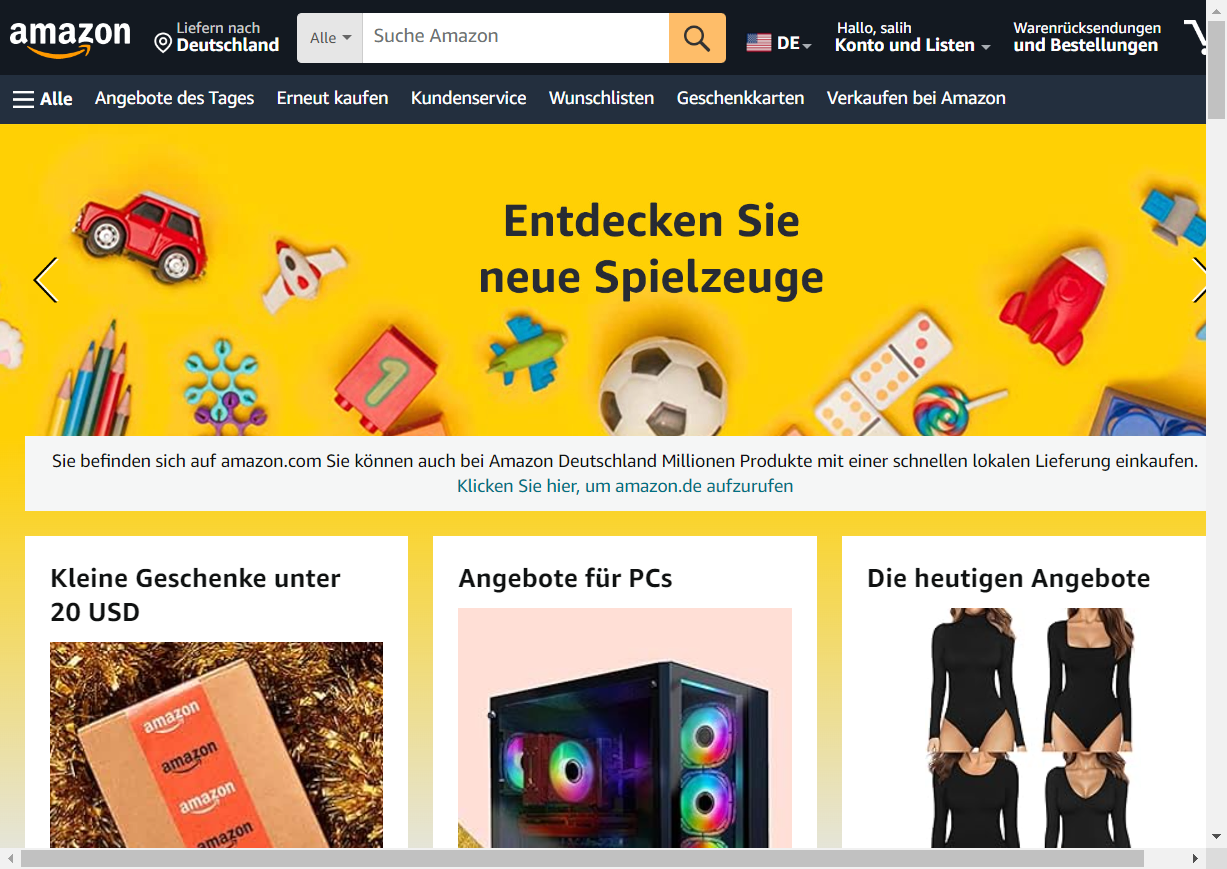 amazon
Liefern nach
Deutschland
Alle
Suche Amazon
DE
Hallo, salih
Konto und Listen
Warenrücksendungen
und Bestellungen
Alle
Angebote des Tages
Erneut kaufen
Kundenservice
Wunschlisten
Geschenkkarten
Verkaufen bei Amazon
Entdecken Sie
neue Spielzeuge
1
Sie befinden sich auf amazon.com Sie können auch bei Amazon Deutschland Millionen Produkte mit einer schnellen lokalen Lieferung einkaufen.
Klicken Sie hier, um amazon.de aufzurufen
Kleine Geschenke unter
20 USD
Angebote für PCs
Die heutigen Angebote
amazon
amazon
amazon
amazon